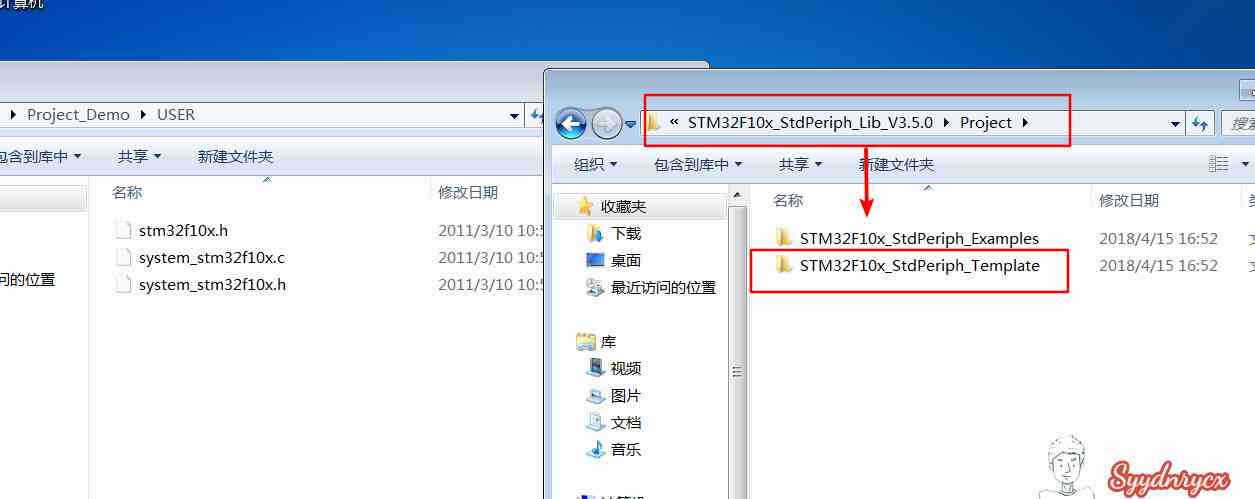 计算机
Project_Demo USER
包含到库中 共享 新建文件夹
名称 修改日期
stm32f10x.h 2011/3/10 10:5
system_stm32f10x.c 2011/3/10 10:5
system_stm32f10x.h 2011/3/10 10:5
问的位置
« STM32F10x_StdPeriph_Lib_V3.5.0 Project
搜索
组织 包含到库中 共享 新建文件夹
名称 修改日期
收藏夹
下载
桌面
最近访问的位置
库
视频
图片
文档
音乐
计算机
STM32F10x_StdPeriph_Examples 2018/4/15 16:52
STM32F10x_StdPeriph_Template 2018/4/15 16:52
Syydnrycx